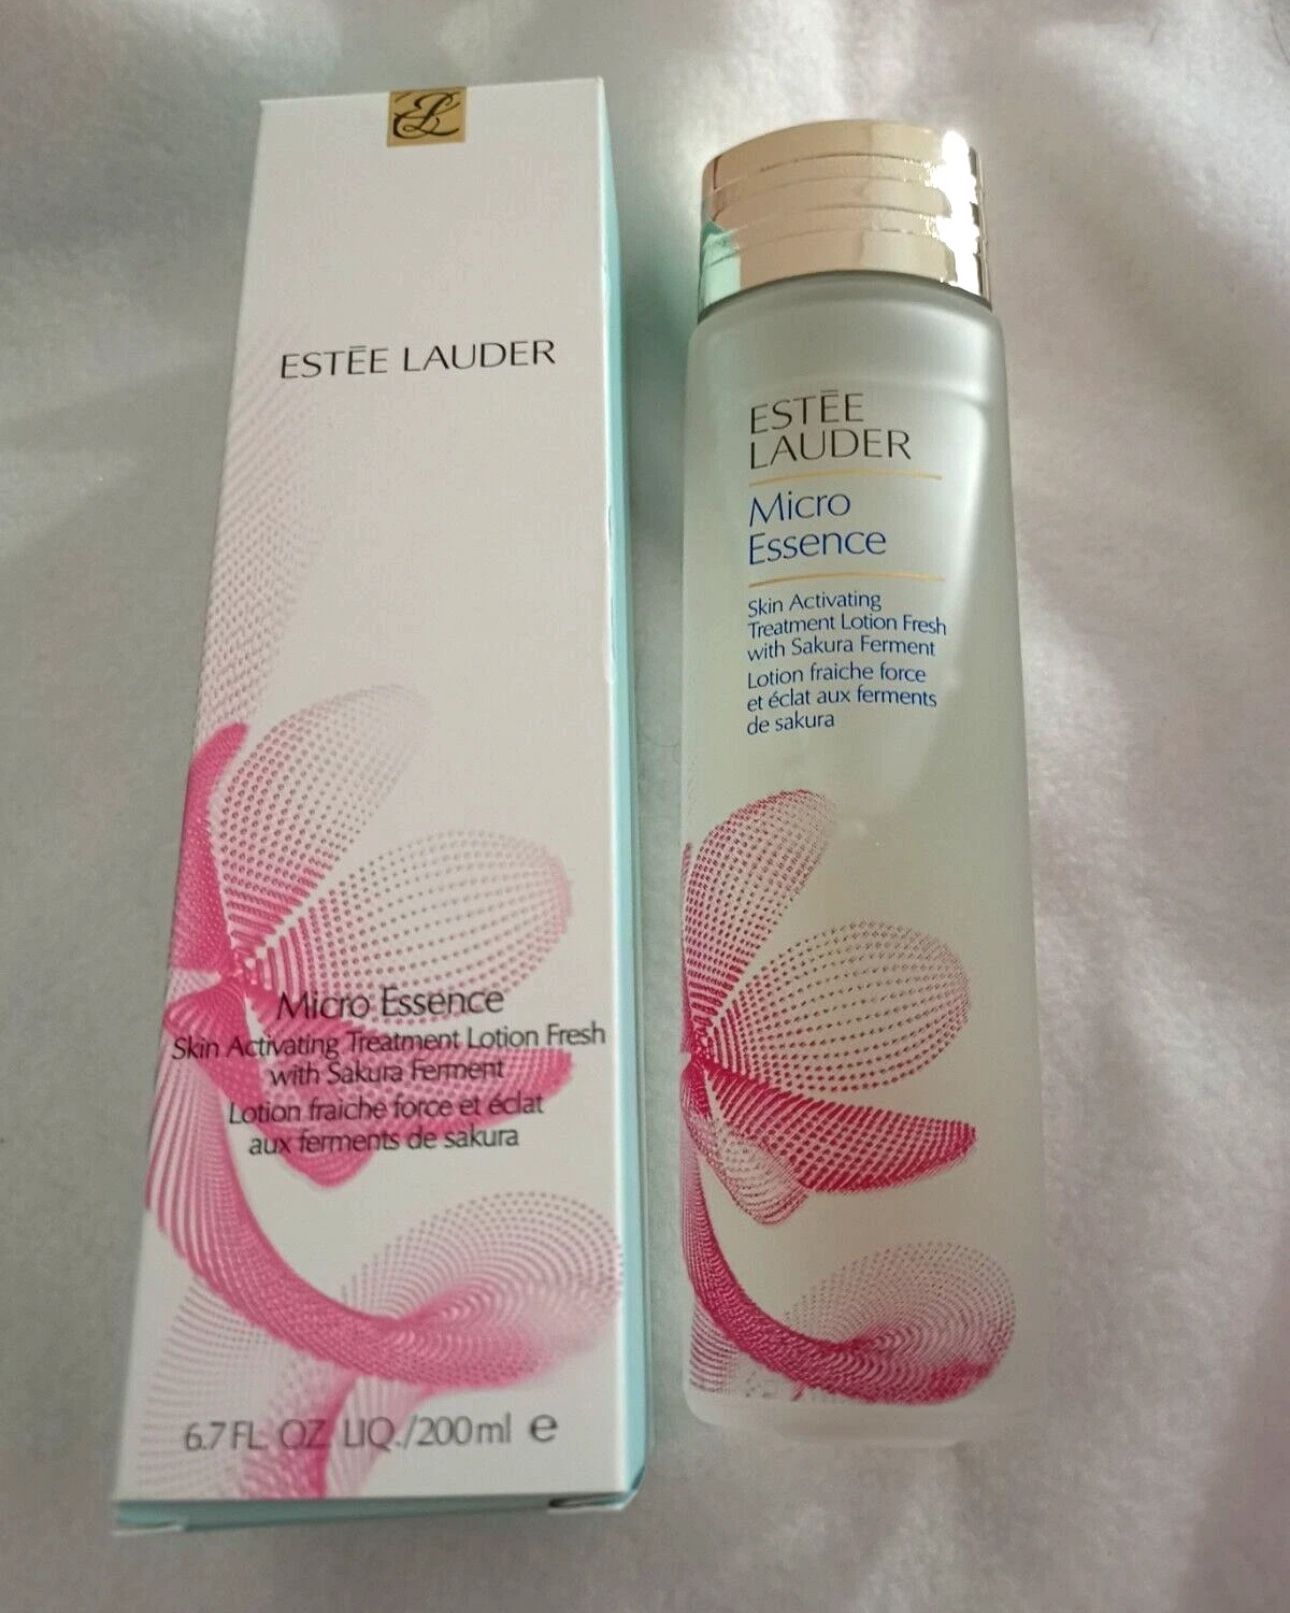 EL
ESTĒE LAUDER
Micro Essence
Skin Activating Treatment Lotion Fresh
with Sakura Ferment
Lotion fraiche force et éclat
aux ferments de sakura
6.7 FL. OZ. LIQ./200ml ℮
ESTĒE
LAUDER
Micro
Essence
Skin Activating
Treatment Lotion Fresh
with Sakura Ferment
Lotion fraiche force
et éclat aux ferments
de sakura